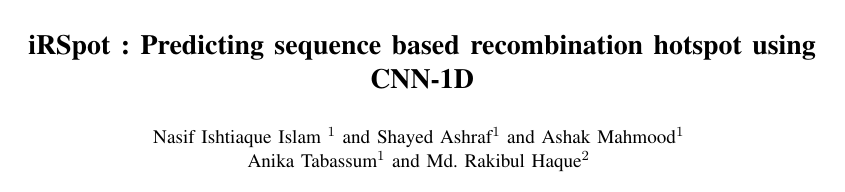 iRSpot : Predicting sequence based recombination hotspot using
CNN-1D
Nasif Ishtiaque Islam ¹ and Shayed Ashraf¹ and Ashak Mahmood¹
Anika Tabassum¹ and Md. Rakibul Haque²